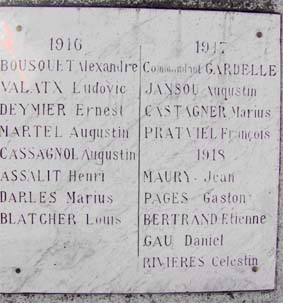 1916
BOUSQUET Alexandre
VALATX Ludovic
DEYMIER Ernest
MARTEL Augustin
CASSAGNOL Augustin
ASSALIT Henri
DARLES Marius
BLATCHER Louis
1917
Commandant GARDELLE
JANSOU Augustin
CASTAGNER Marius
PRATVIEL François
1918
MAURY Jean
PAGES Gaston
BERTRAND Etienne
GAU Daniel
RIVIERES Celestin